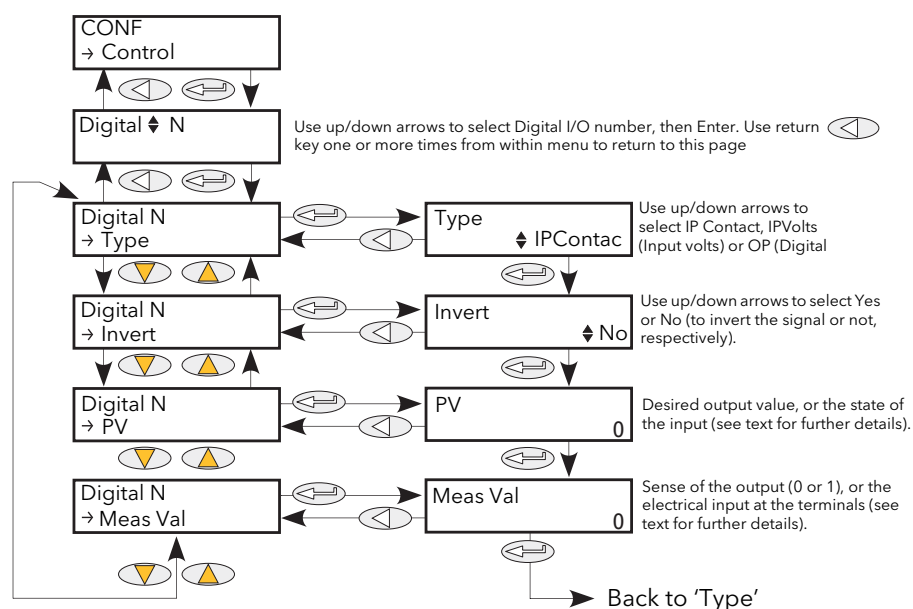 CONF
→ Control
Digital ♦ N
Use up/down arrows to select Digital I/O number, then Enter. Use return
key one or more times from within menu to return to this page
Digital N
→ Type
Type
♦ IPContac
Use up/down arrows to
select IP Contact, IPVolts
(Input volts) or OP (Digital
Digital N
→ Invert
Invert
♦ No
Use up/down arrows to select Yes
or No (to invert the signal or not,
respectively).
Digital N
→ PV
PV
0
Desired output value, or the state of
the input (see text for further details).
Digital N
→ Meas Val
Meas Val
0
Sense of the output (0 or 1), or the
electrical input at the terminals (see
text for further details).
Back to 'Type'